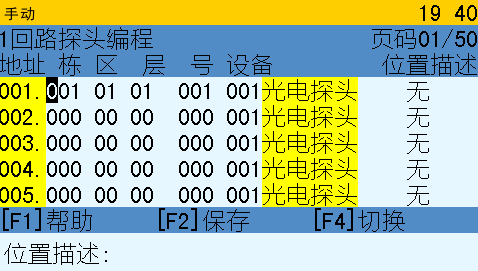 手动 19 40
1回路探头编程 页码01/50
地址 栋 区 层 号 设备 位置描述
001. 001 01 01 001 001光电探头 无
002. 000 00 00 000 001光电探头 无
003. 000 00 00 000 001光电探头 无
004. 000 00 00 000 001光电探头 无
005. 000 00 00 000 001光电探头 无
[F1]帮助 [F2]保存 [F4]切换
位置描述: